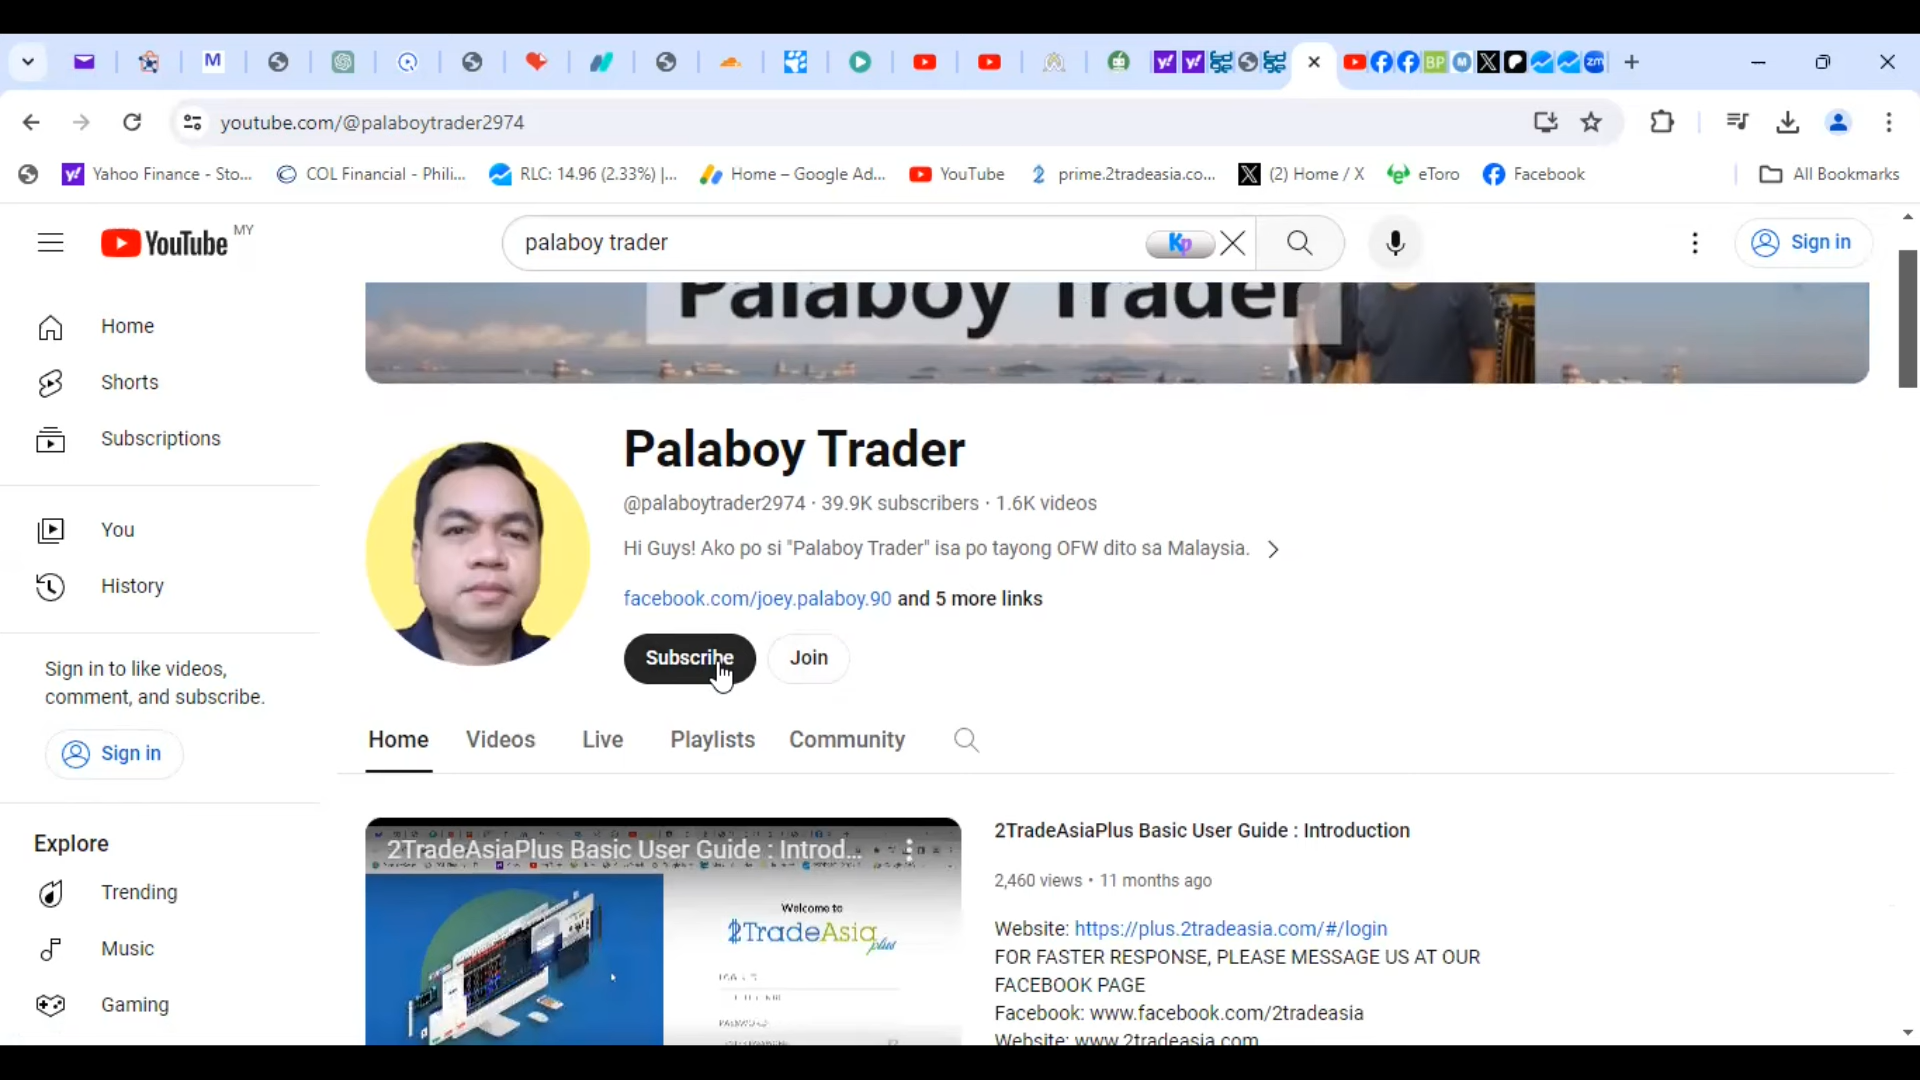 youtube.com/@palaboytrader2974
Yahoo Finance - Sto... COL Financial - Phili... RLC: 14.96 (2.33%) |... Home – Google Ad... YouTube prime.2tradeasia.co... (2) Home / X eToro Facebook All Bookmarks
YouTube MY
palaboy trader
Kp
Sign in
Palaboy Trader
Home
Shorts
Subscriptions
You
History
Sign in to like videos,
comment, and subscribe.
Sign in
Explore
Trending
Music
Gaming
Palaboy Trader
@palaboytrader2974 · 39.9K subscribers · 1.6K videos
Hi Guys! Ako po si "Palaboy Trader" isa po tayong OFW dito sa Malaysia.
facebook.com/joey.palaboy.90 and 5 more links
Subscribe Join
Home Videos Live Playlists Community
2TradeAsiaPlus Basic User Guide : Introd...
Welcome to
2TradeAsia plus
2TradeAsiaPlus Basic User Guide : Introduction
2,460 views • 11 months ago
Website: https://plus.2tradeasia.com/#/login
FOR FASTER RESPONSE, PLEASE MESSAGE US AT OUR
FACEBOOK PAGE
Facebook: www.facebook.com/2tradeasia
Website: www.2tradeasia.com